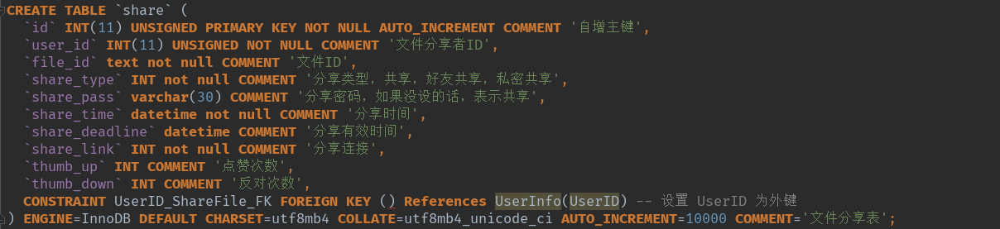 CREATE TABLE `share` (
`id` INT(11) UNSIGNED PRIMARY KEY NOT NULL AUTO_INCREMENT COMMENT '自增主键',
`user_id` INT(11) UNSIGNED NOT NULL COMMENT '文件分享者ID',
`file_id` text not null COMMENT '文件ID',
`share_type` INT not null COMMENT '分享类型，共享，好友共享，私密共享',
`share_pass` varchar(30) COMMENT '分享密码，如果没设的话，表示共享',
`share_time` datetime not null COMMENT '分享时间',
`share_deadline` datetime COMMENT '分享有效时间',
`share_link` INT not null COMMENT '分享连接',
`thumb_up` INT COMMENT '点赞次数',
`thumb_down` INT COMMENT '反对次数',
CONSTRAINT UserID_ShareFile_FK FOREIGN KEY () References UserInfo(UserID) -- 设置 UserID 为外键
) ENGINE=InnoDB DEFAULT CHARSET=utf8mb4 COLLATE=utf8mb4_unicode_ci AUTO_INCREMENT=10000 COMMENT='文件分享表';